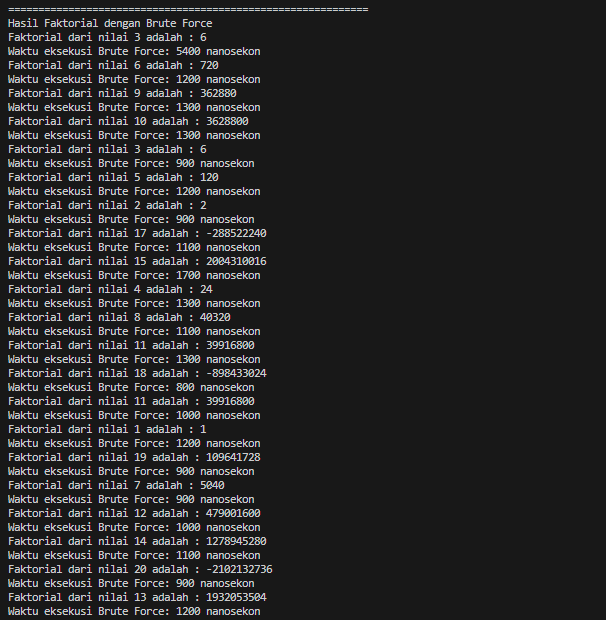 ============================================================
Hasil Faktorial dengan Brute Force
Faktorial dari nilai 3 adalah : 6
Waktu eksekusi Brute Force: 5400 nanosekon
Faktorial dari nilai 6 adalah : 720
Waktu eksekusi Brute Force: 1200 nanosekon
Faktorial dari nilai 9 adalah : 362880
Waktu eksekusi Brute Force: 1300 nanosekon
Faktorial dari nilai 10 adalah : 3628800
Waktu eksekusi Brute Force: 1300 nanosekon
Faktorial dari nilai 3 adalah : 6
Waktu eksekusi Brute Force: 900 nanosekon
Faktorial dari nilai 5 adalah : 120
Waktu eksekusi Brute Force: 1200 nanosekon
Faktorial dari nilai 2 adalah : 2
Waktu eksekusi Brute Force: 900 nanosekon
Faktorial dari nilai 17 adalah : -288522240
Waktu eksekusi Brute Force: 1100 nanosekon
Faktorial dari nilai 15 adalah : 2004310016
Waktu eksekusi Brute Force: 1700 nanosekon
Faktorial dari nilai 4 adalah : 24
Waktu eksekusi Brute Force: 1300 nanosekon
Faktorial dari nilai 8 adalah : 40320
Waktu eksekusi Brute Force: 1100 nanosekon
Faktorial dari nilai 11 adalah : 39916800
Waktu eksekusi Brute Force: 1300 nanosekon
Faktorial dari nilai 18 adalah : -898433024
Waktu eksekusi Brute Force: 800 nanosekon
Faktorial dari nilai 11 adalah : 39916800
Waktu eksekusi Brute Force: 1000 nanosekon
Faktorial dari nilai 1 adalah : 1
Waktu eksekusi Brute Force: 1200 nanosekon
Faktorial dari nilai 19 adalah : 109641728
Waktu eksekusi Brute Force: 900 nanosekon
Faktorial dari nilai 7 adalah : 5040
Waktu eksekusi Brute Force: 900 nanosekon
Faktorial dari nilai 12 adalah : 479001600
Waktu eksekusi Brute Force: 1000 nanosekon
Faktorial dari nilai 14 adalah : 1278945280
Waktu eksekusi Brute Force: 1100 nanosekon
Faktorial dari nilai 20 adalah : -2102132736
Waktu eksekusi Brute Force: 900 nanosekon
Faktorial dari nilai 13 adalah : 1932053504
Waktu eksekusi Brute Force: 1200 nanosekon